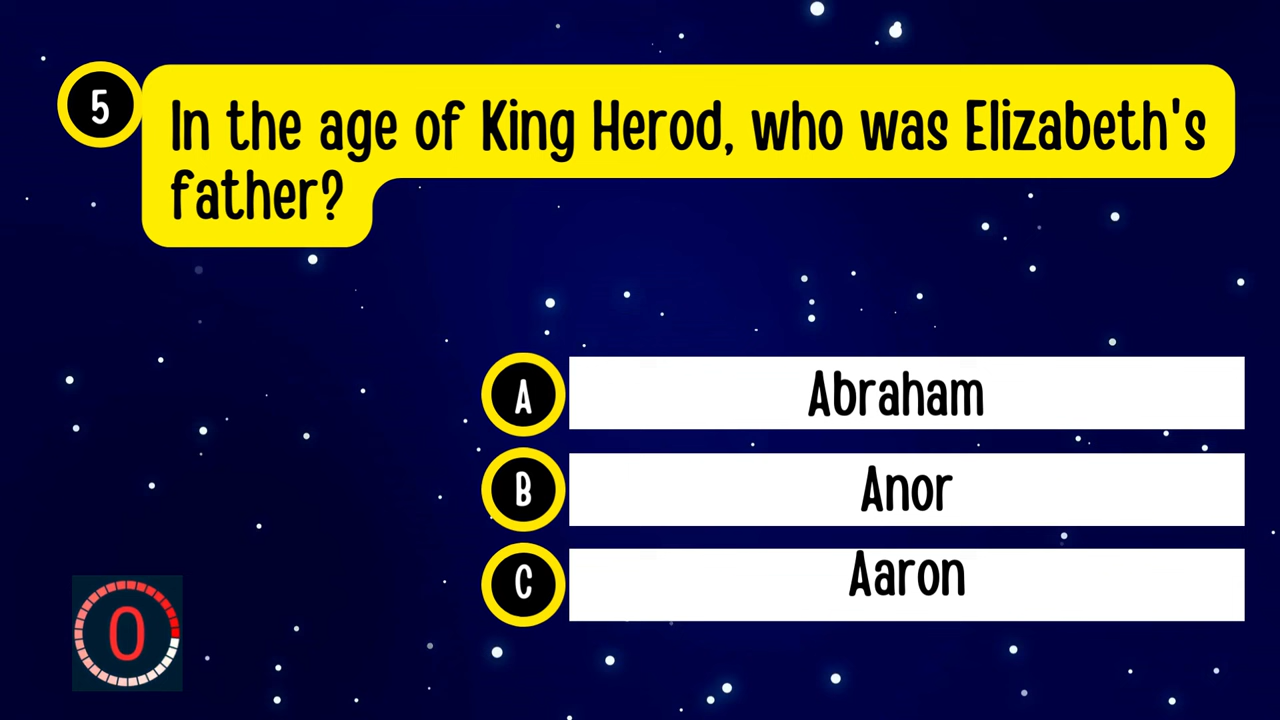 5
In the age of King Herod, who was Elizabeth's
father?
A
Abraham
B
Anor
C
Aaron
0